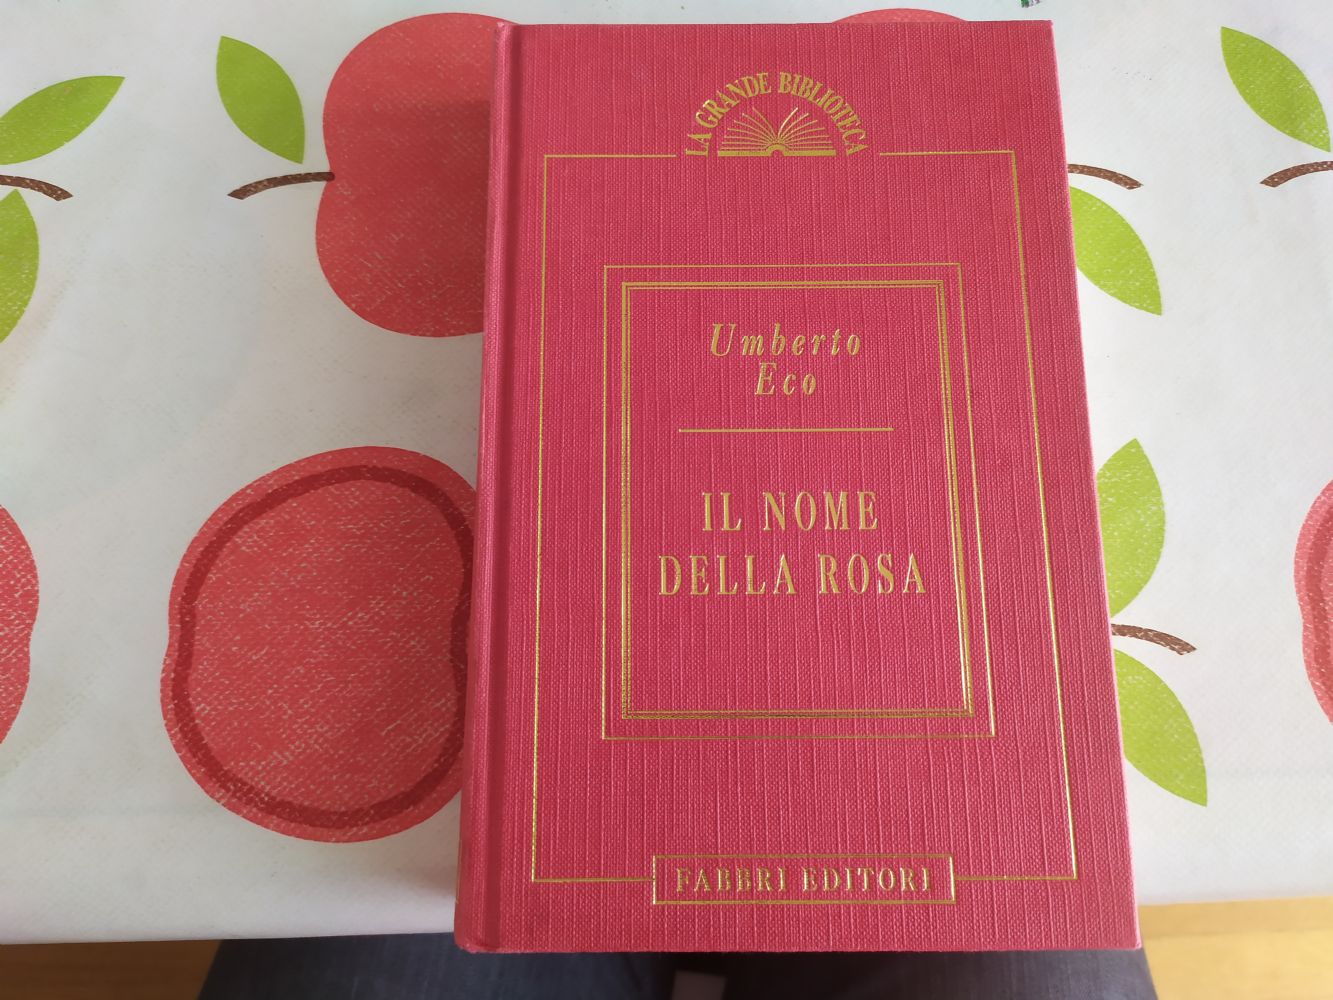 LA GRANDE BIBLIOTECA
Umberto
Eco
IL NOME
DELLA ROSA
FABBRI EDITORI